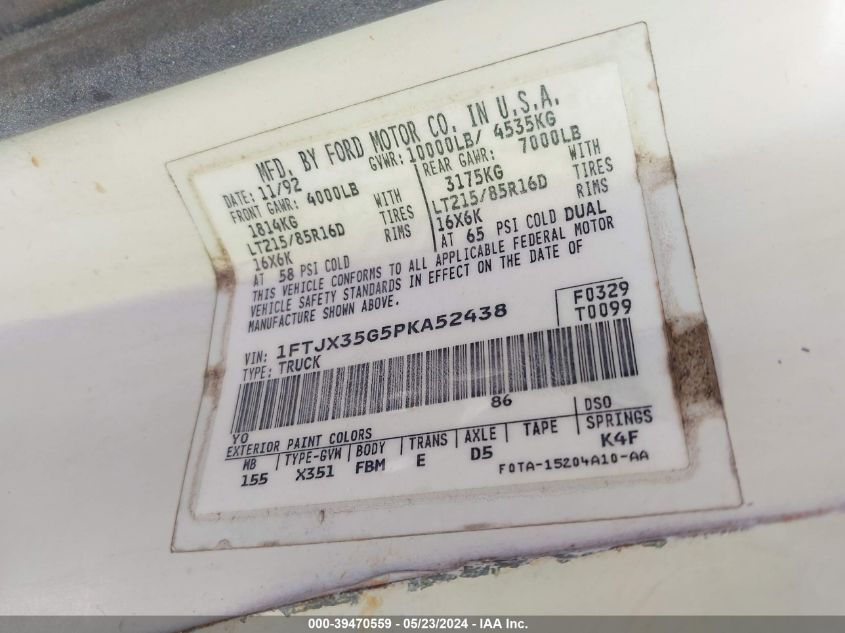 MFD. BY FORD MOTOR CO. IN U.S.A.
DATE: 11/92
GVWR: 10000LB/ 4535KG
FRONT GAWR: 4000LB
1814KG WITH
LT215/85R16D TIRES
16X6K RIMS
AT 58 PSI COLD
REAR GAWR: 7000LB
3175KG WITH
LT215/85R16D TIRES
16X6K RIMS
AT 65 PSI COLD DUAL
THIS VEHICLE CONFORMS TO ALL APPLICABLE FEDERAL MOTOR
VEHICLE SAFETY STANDARDS IN EFFECT ON THE DATE OF
MANUFACTURE SHOWN ABOVE.
VIN: 1FTJX35G5PKA52438
TYPE: TRUCK
F0329
T0099
YO 86
EXTERIOR PAINT COLORS DSO
WB TYPE-GVW BODY TRANS AXLE TAPE SPRINGS
155 X351 FBM E D5 K4F
F0TA-15204A10-AA
000-39470559 / 05/23/2024 / IAA Inc.